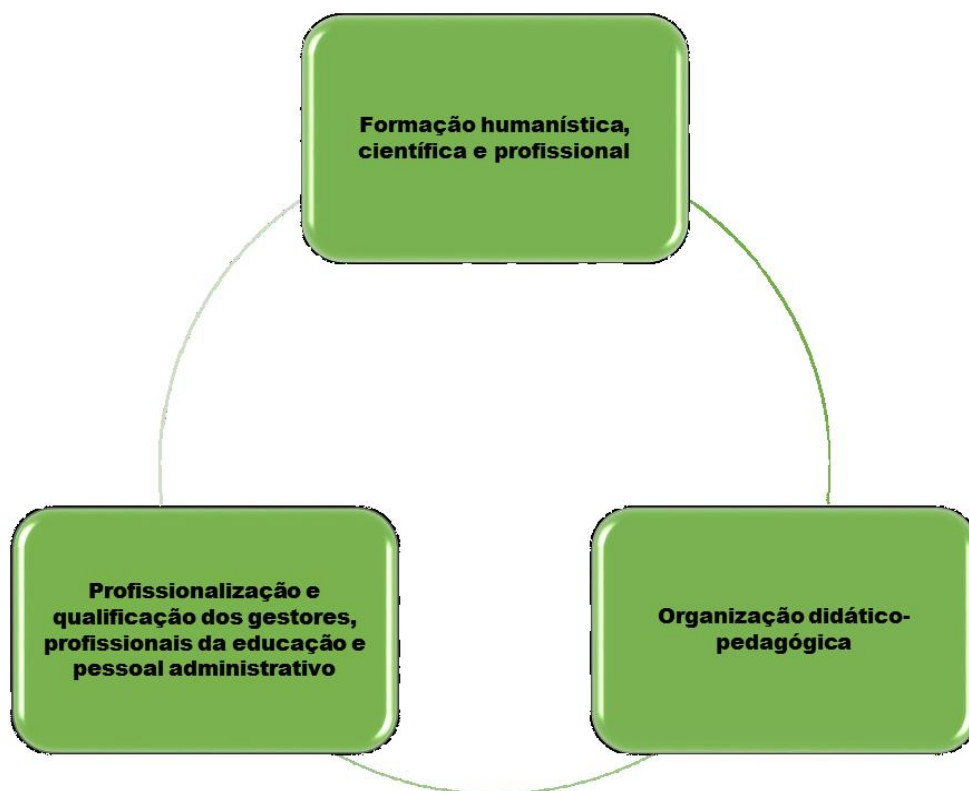 Formação humanística,
científica e profissional
Profissionalização e
qualificação dos gestores,
profissionais da educação e
pessoal administrativo
Organização didático-
pedagógica